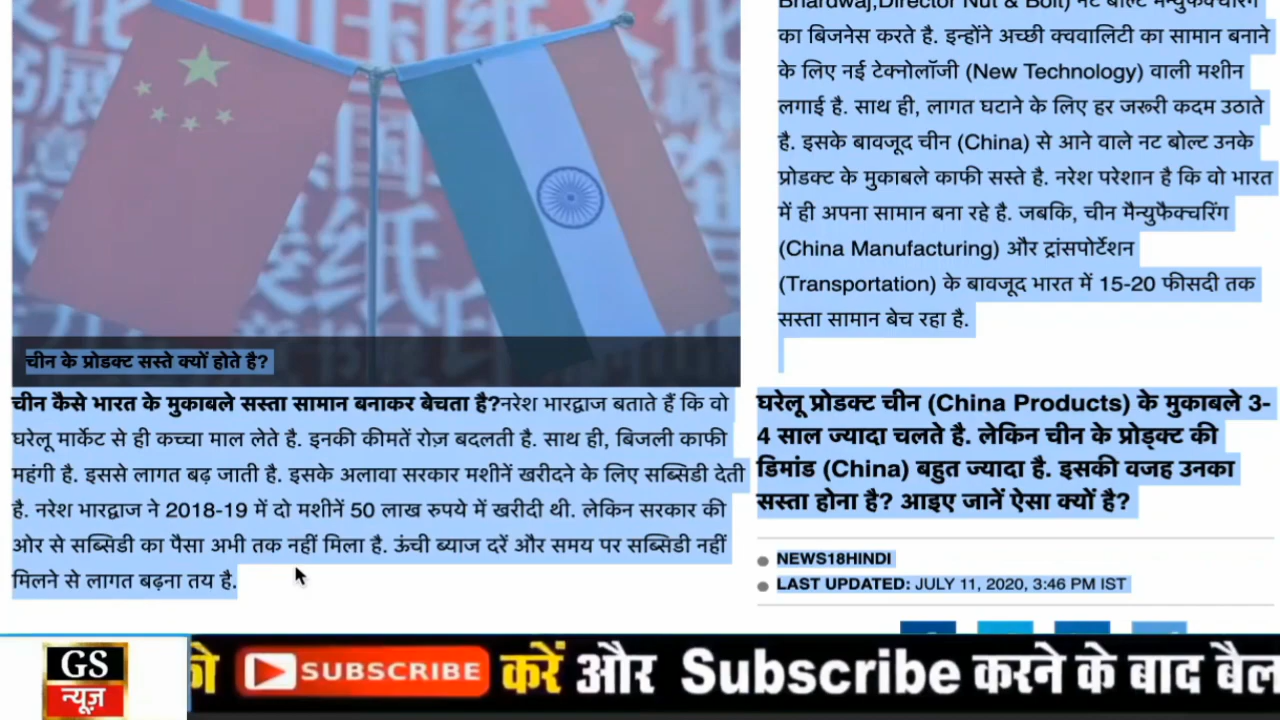 चीन के प्रोडक्ट सस्ते क्यों होते है?
चीन कैसे भारत के मुकाबले सस्ता सामान बनाकर बेचता है?नरेश भारद्वाज बताते हैं कि वो
घरेलू मार्केट से ही कच्चा माल लेते है. इनकी कीमतें रोज़ बदलती है. साथ ही, बिजली काफी
महंगी है. इससे लागत बढ़ जाती है. इसके अलावा सरकार मशीनें खरीदने के लिए सब्सिडी देती
है. नरेश भारद्वाज ने 2018-19 में दो मशीनें 50 लाख रुपये में खरीदी थी. लेकिन सरकार की
ओर से सब्सिडी का पैसा अभी तक नहीं मिला है. ऊंची ब्याज दरें और समय पर सब्सिडी नहीं
मिलने से लागत बढ़ना तय है.
Bhardwaj,Director Nut & Bolt) नट बोल्ट मैन्युफैक्चरिंग
का बिजनेस करते है. इन्होंने अच्छी क्ववालिटी का सामान बनाने
के लिए नई टेक्नोलॉजी (New Technology) वाली मशीन
लगाई है. साथ ही, लागत घटाने के लिए हर जरूरी कदम उठाते
है. इसके बावजूद चीन (China) से आने वाले नट बोल्ट उनके
प्रोडक्ट के मुकाबले काफी सस्ते है. नरेश परेशान है कि वो भारत
में ही अपना सामान बना रहे है. जबकि, चीन मैन्युफैक्चरिंग
(China Manufacturing) और ट्रांसपोर्टेशन
(Transportation) के बावजूद भारत में 15-20 फीसदी तक
सस्ता सामान बेच रहा है.
घरेलू प्रोडक्ट चीन (China Products) के मुकाबले 3-
4 साल ज्यादा चलते है. लेकिन चीन के प्रोड्क्ट की
डिमांड (China) बहुत ज्यादा है. इसकी वजह उनका
सस्ता होना है? आइए जानें ऐसा क्यों है?
NEWS18HINDI
LAST UPDATED: JULY 11, 2020, 3:46 PM IST
GS
न्यूज़
को SUBSCRIBE करें और Subscribe करने के बाद बैल